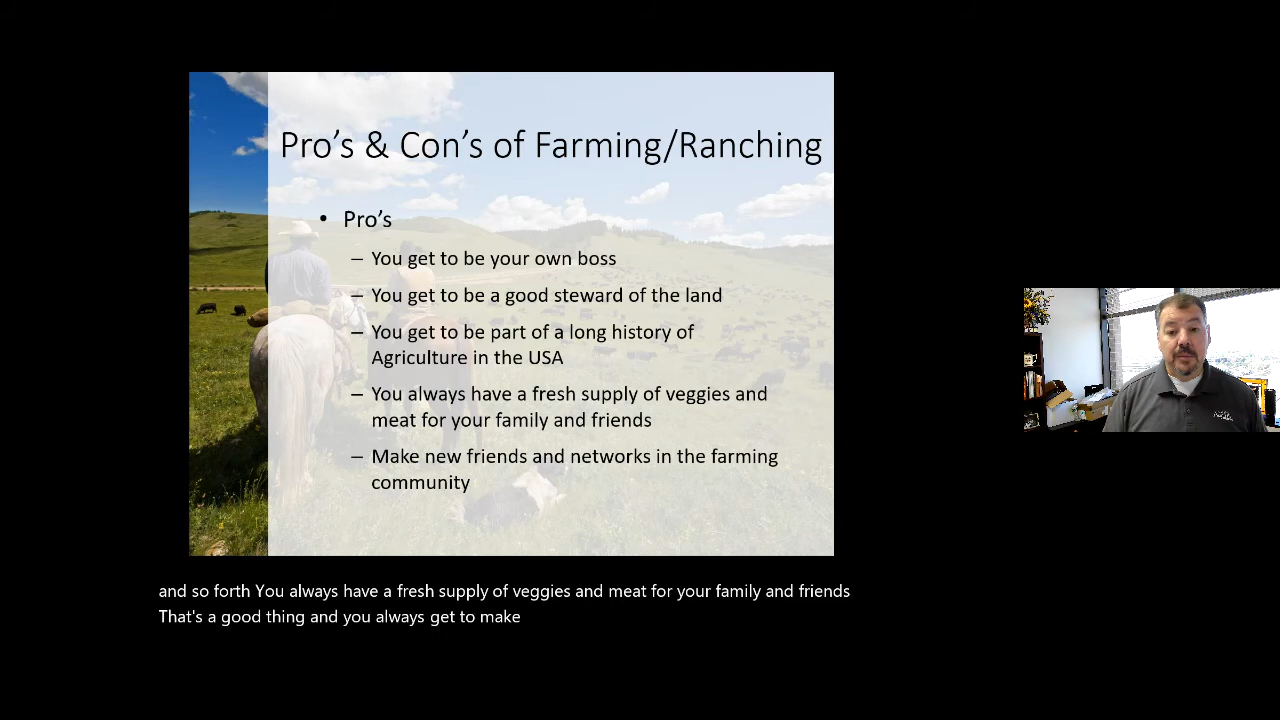 Pro’s & Con’s of Farming/Ranching
• Pro’s
– You get to be your own boss
– You get to be a good steward of the land
– You get to be part of a long history of
Agriculture in the USA
– You always have a fresh supply of veggies and
meat for your family and friends
– Make new friends and networks in the farming
community
and so forth You always have a fresh supply of veggies and meat for your family and friends
That's a good thing and you always get to make